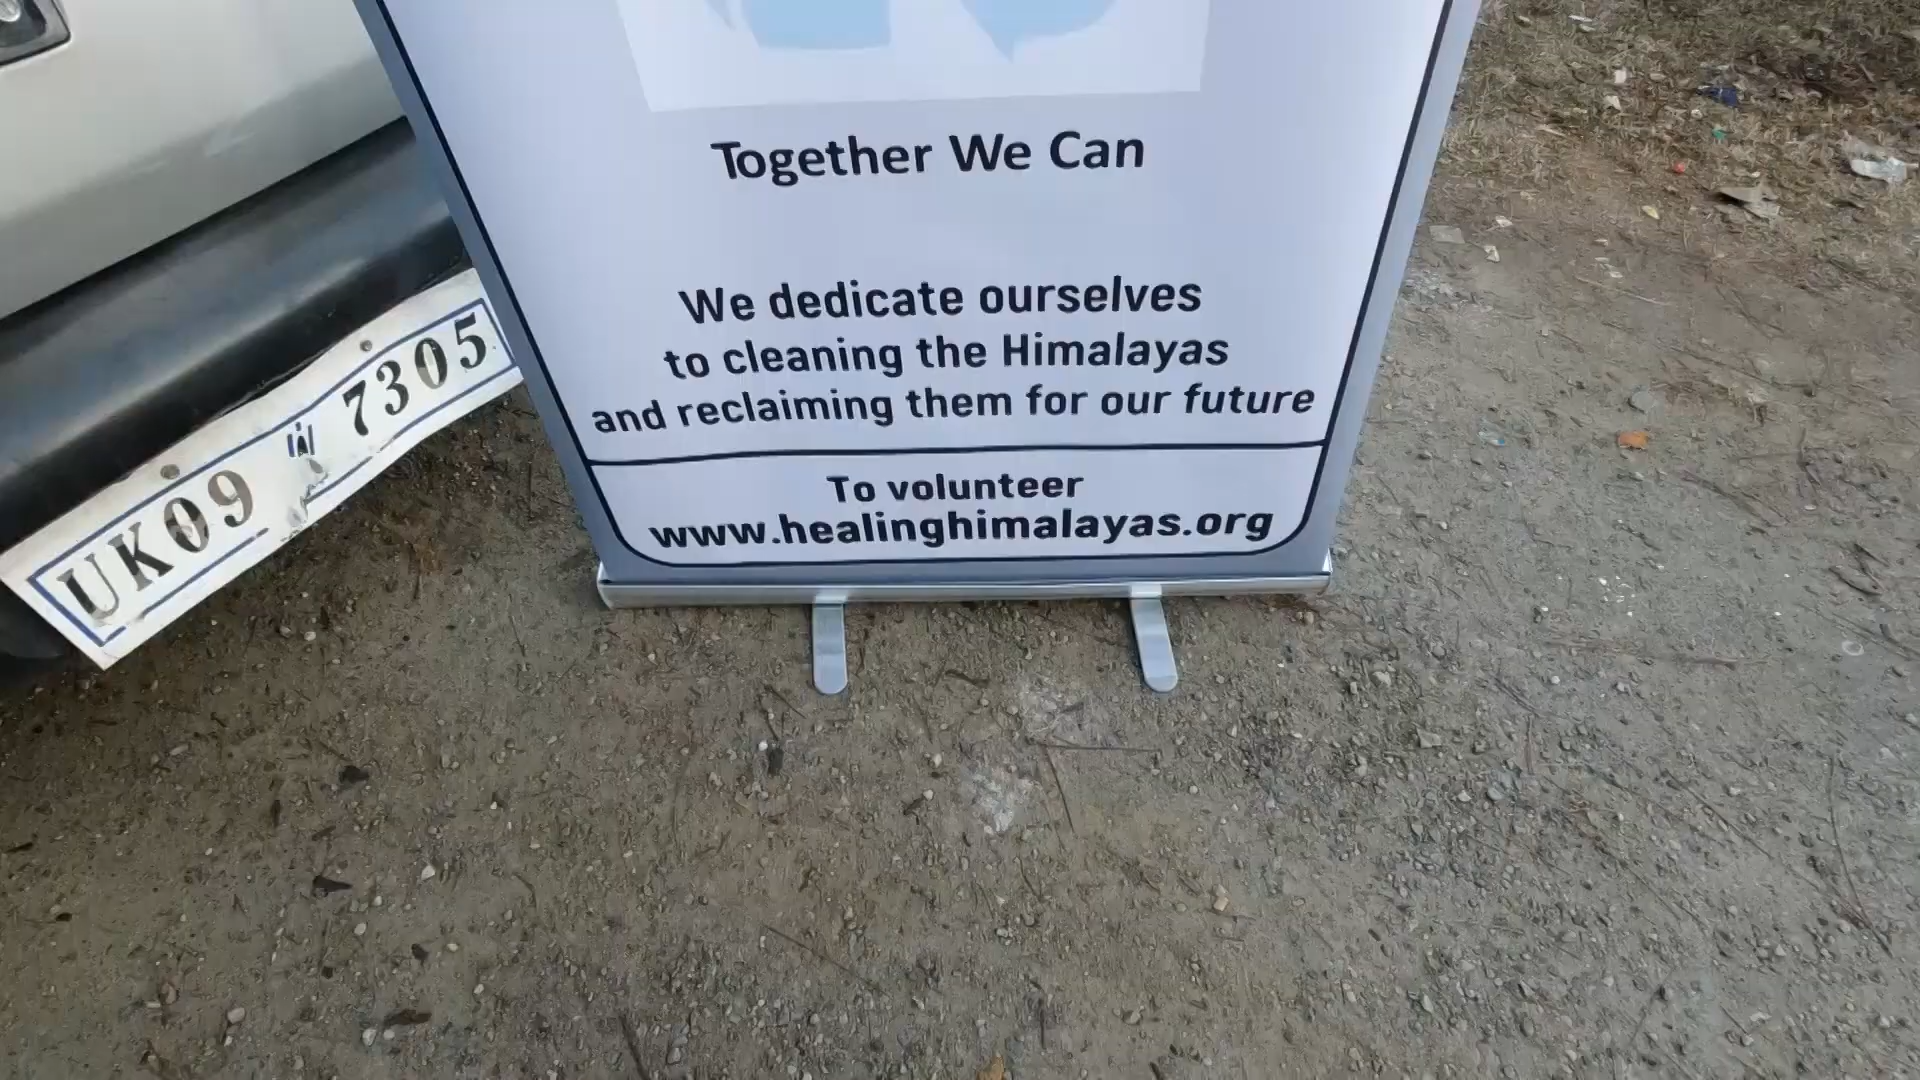 Together We Can
We dedicate ourselves
to cleaning the Himalayas
and reclaiming them for our future
To volunteer
www.healinghimalayas.org
UK09 7305